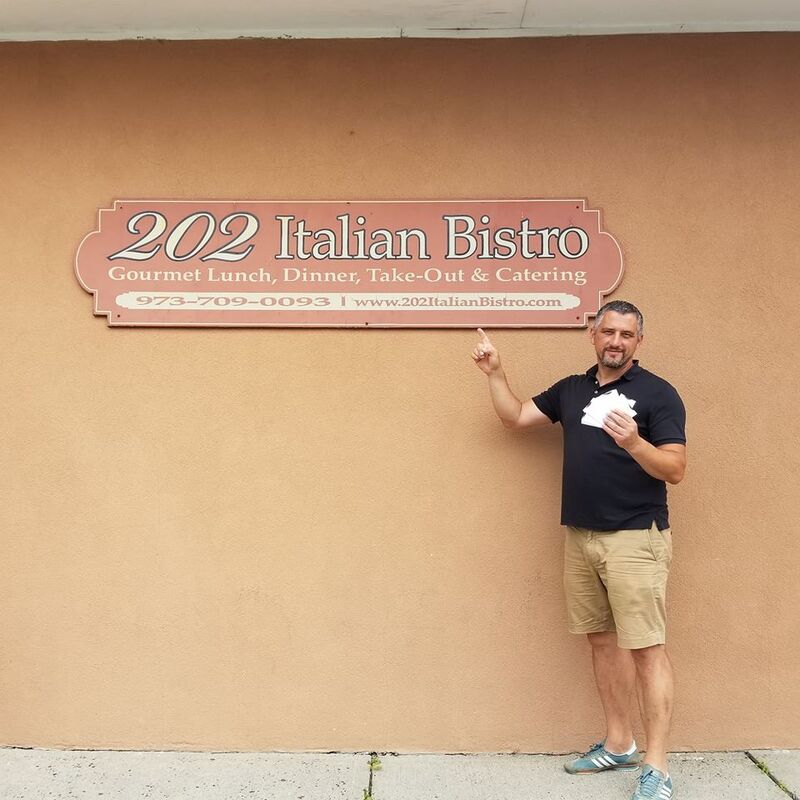 202 Italian Bistro
Gourmet Lunch, Dinner, Take-Out & Catering
973-709-0093 | www.202ItalianBistro.com